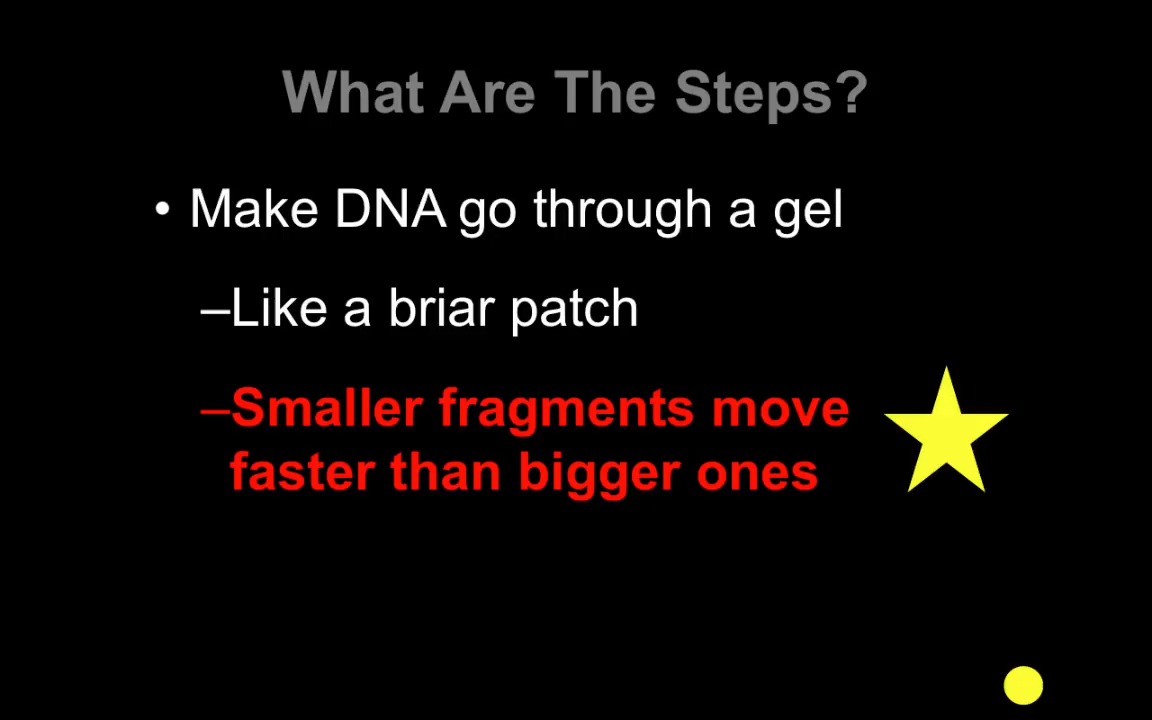 What Are The Steps?
• Make DNA go through a gel
–Like a briar patch
–Smaller fragments move
faster than bigger ones